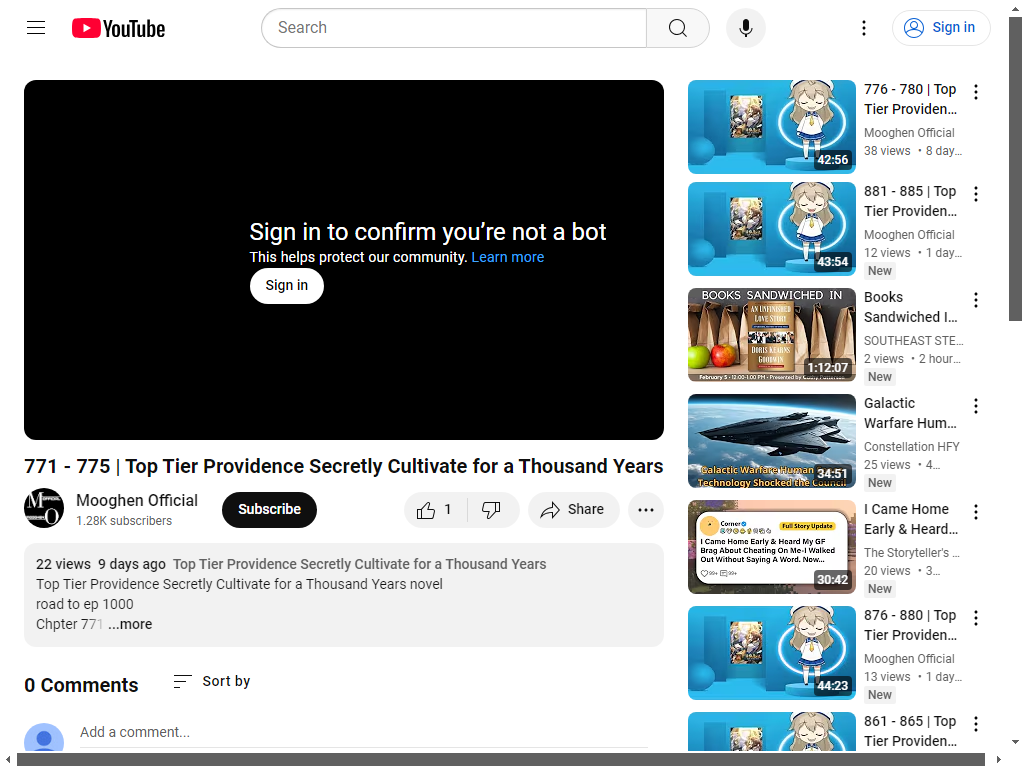 YouTube
Search
Sign in
Sign in to confirm you’re not a bot
This helps protect our community. Learn more
Sign in
771 - 775 | Top Tier Providence Secretly Cultivate for a Thousand Years
Mooghen Official
1.28K subscribers
Subscribe
1
Share
22 views 9 days ago Top Tier Providence Secretly Cultivate for a Thousand Years
Top Tier Providence Secretly Cultivate for a Thousand Years novel
road to ep 1000
Chpter 771 ...more
0 Comments
Sort by
Add a comment...
42:56
776 - 780 | Top
Tier Providen...
Mooghen Official
38 views • 8 day...
43:54
881 - 885 | Top
Tier Providen...
Mooghen Official
12 views • 1 day...
New
BOOKS SANDWICHED IN
AN UNFINISHED
LOVE STORY
DORIS KEARNS
GOODWIN
1:12:07
Books
Sandwiched I...
SOUTHEAST STE...
2 views • 2 hour...
New
Galactic Warfare Human
Technology Shocked the Council
34:51
Galactic
Warfare Hum...
Constellation HFY
25 views • 4...
New
Corner
Full Story Update
I Came Home Early & Heard My GF
Brag About Cheating On Me-I Walked
Out Without Saying A Word. Now...
99+ 99+
30:42
I Came Home
Early & Heard...
The Storyteller's ...
20 views • 3...
New
44:23
876 - 880 | Top
Tier Providen...
Mooghen Official
13 views • 1 day...
New
861 - 865 | Top
Tier Providen...